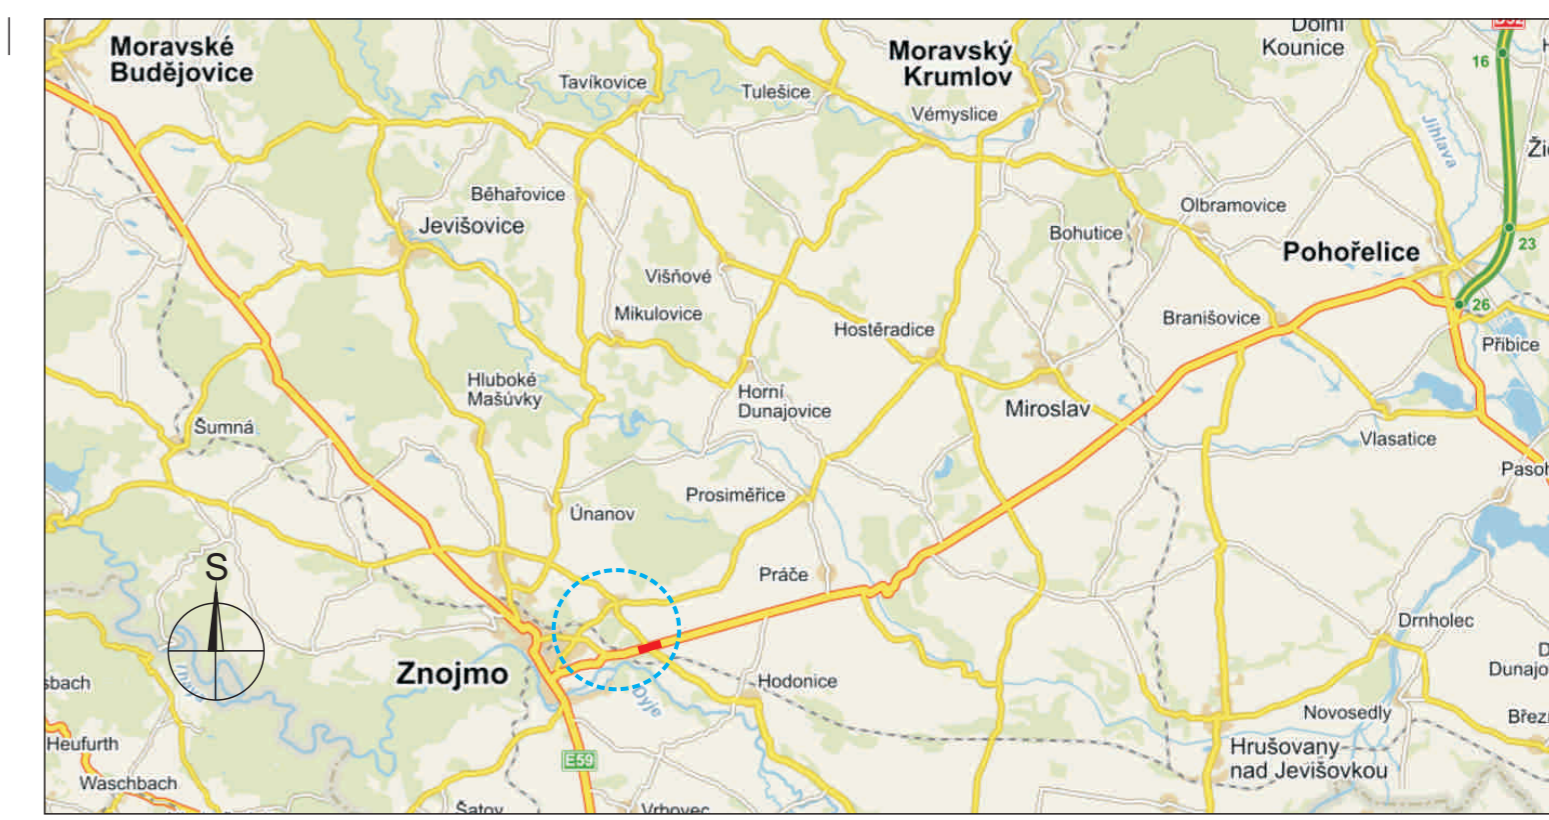 Dolní
Kounice
16
Moravské
Budějovice
Moravský
Krumlov
Tavíkovice
Tulešice
Vémyslice
Jihlava
Běhařovice
Jevišovice
Olbramovice
Bohutice
23
Pohořelice
Višňové
Mikulovice
Hostěradice
Branišovice
26
Přibice
Hluboké
Mašůvky
Horní
Dunajovice
Miroslav
Šumná
Vlasatice
Prosiměřice
Únanov
S
Práče
Drnholec
Znojmo
Hodonice
Dyje
sbach
Novosedly
Heufurth
Hrušovany
nad Jevišovkou
E59
Waschbach
Šatov
Vrbovec